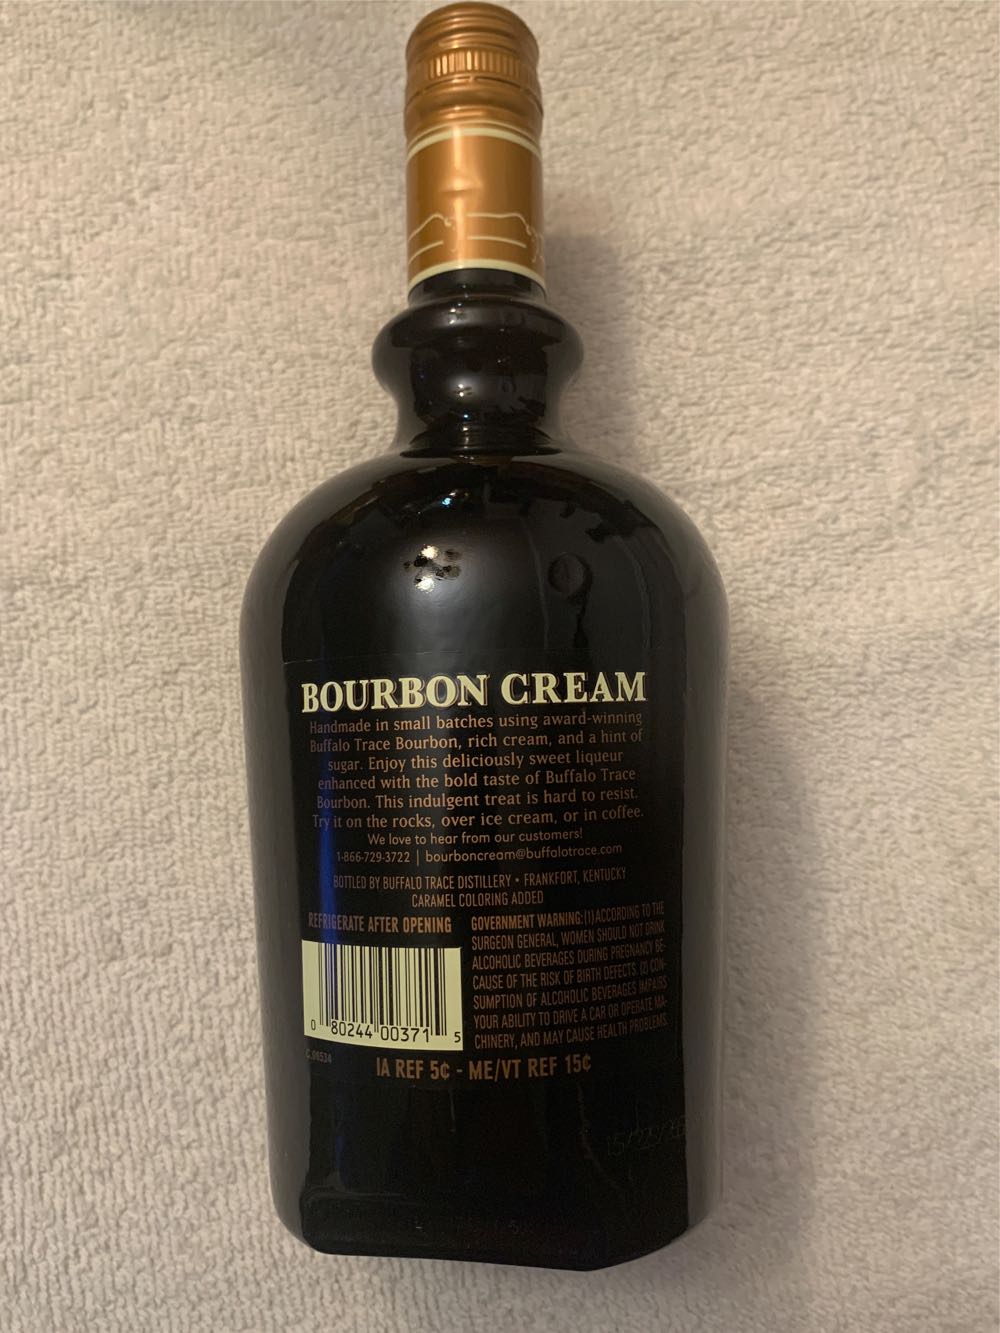 BOURBON CREAM
Handmade in small batches using award-winning
Buffalo Trace Bourbon, rich cream, and a hint of
sugar. Enjoy this deliciously sweet liqueur
enhanced with the bold taste of Buffalo Trace
Bourbon. This indulgent treat is hard to resist.
Try it on the rocks, over ice cream, or in coffee.
We love to hear from our customers!
1-866-729-3722 | bourboncream@buffalotrace.com
BOTTLED BY BUFFALO TRACE DISTILLERY • FRANKFORT, KENTUCKY
CARAMEL COLORING ADDED
REFRIGERATE AFTER OPENING
GOVERNMENT WARNING: (1) ACCORDING TO THE
SURGEON GENERAL, WOMEN SHOULD NOT DRINK
ALCOHOLIC BEVERAGES DURING PREGNANCY BE-
CAUSE OF THE RISK OF BIRTH DEFECTS. (2) CON-
SUMPTION OF ALCOHOLIC BEVERAGES IMPAIRS
YOUR ABILITY TO DRIVE A CAR OR OPERATE MA-
CHINERY, AND MAY CAUSE HEALTH PROBLEMS.
0 80244 00371 5
IA REF 5¢ - ME/VT REF 15¢